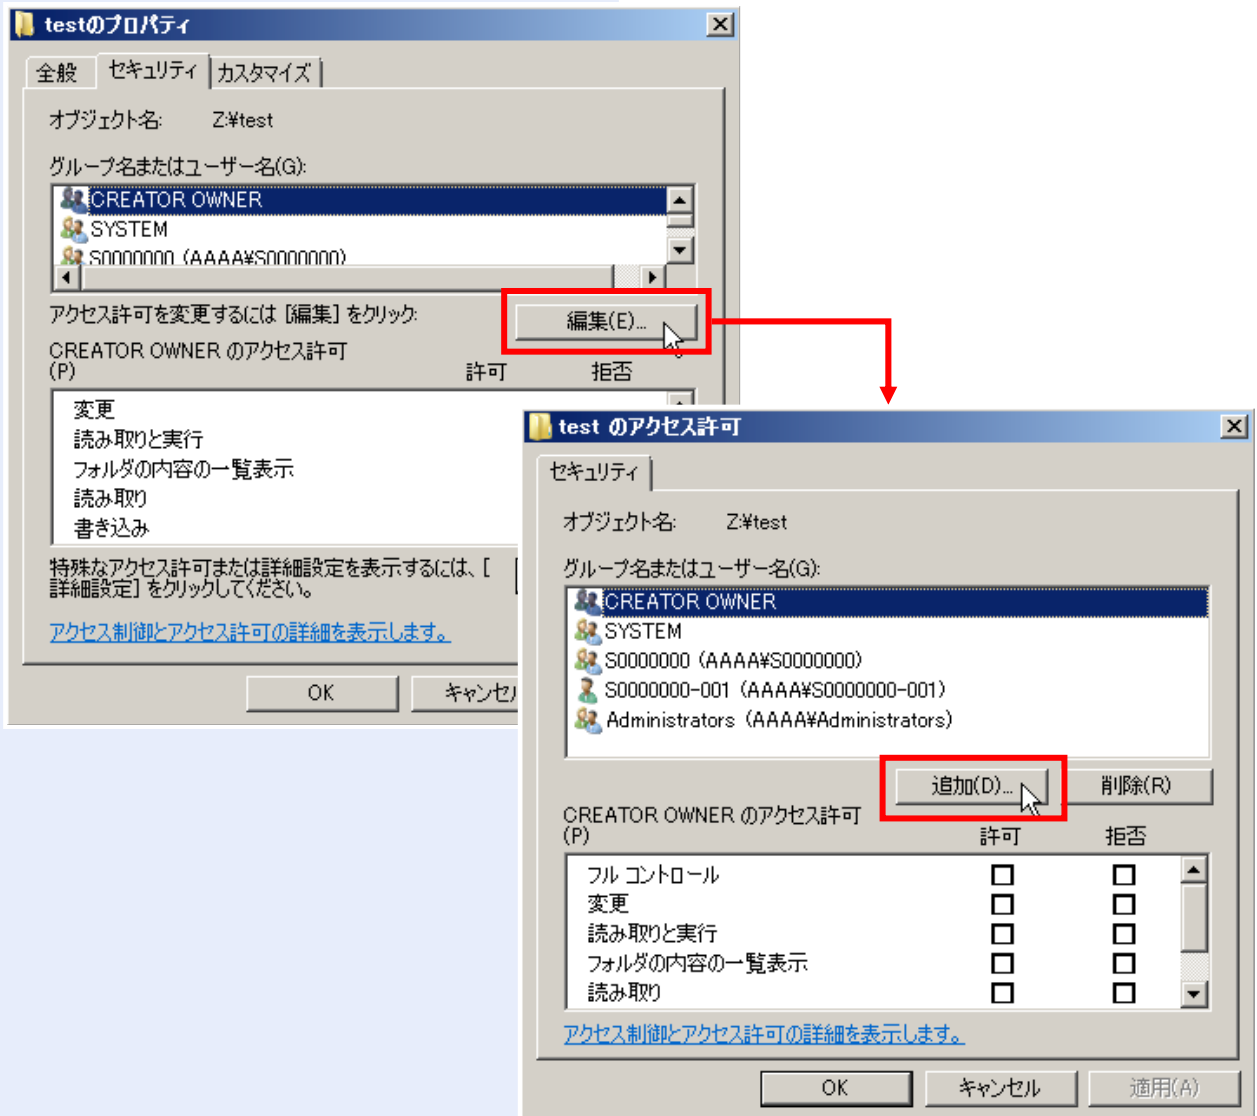 testのプロパティ
全般 セキュリティ カスタマイズ
オブジェクト名: Z:¥test
グループ名またはユーザー名(G):
CREATOR OWNER
SYSTEM
S0000000 (AAAA¥S0000000)
アクセス許可を変更するには [編集] をクリック:
編集(E)...
CREATOR OWNER のアクセス許可
(P) 許可 拒否
変更
読み取りと実行
フォルダの内容の一覧表示
読み取り
書き込み
特殊なアクセス許可または詳細設定を表示するには、[
詳細設定] をクリックしてください。
アクセス制御とアクセス許可の詳細を表示します。
OK キャンセル
test のアクセス許可
セキュリティ
オブジェクト名: Z:¥test
グループ名またはユーザー名(G):
CREATOR OWNER
SYSTEM
S0000000 (AAAA¥S0000000)
S0000000-001 (AAAA¥S0000000-001)
Administrators (AAAA¥Administrators)
追加(D)... 削除(R)
CREATOR OWNER のアクセス許可
(P) 許可 拒否
フル コントロール
変更
読み取りと実行
フォルダの内容の一覧表示
読み取り
アクセス制御とアクセス許可の詳細を表示します。
OK キャンセル 適用(A)